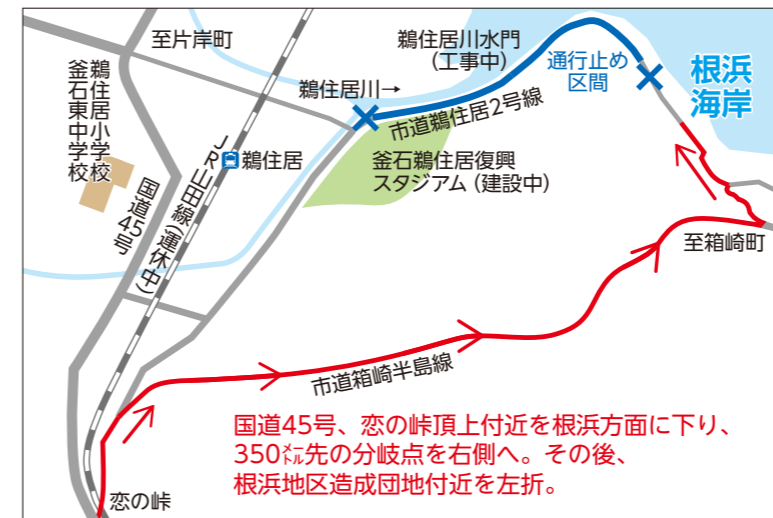 至片岸町
鵜住居川水門
(工事中)
通行止め
区間
根浜
海岸
鵜住居小学校
釜石東中学校
鵜住居川→
市道鵜住居2号線
鵜住居
釜石鵜住居復興
スタジアム(建設中)
国道45号
JR山田線(運休中)
至箱崎町
市道箱崎半島線
国道45号、恋の峠頂上付近を根浜方面に下り、
350㍍先の分岐点を右側へ。その後、
根浜地区造成団地付近を左折。
恋の峠